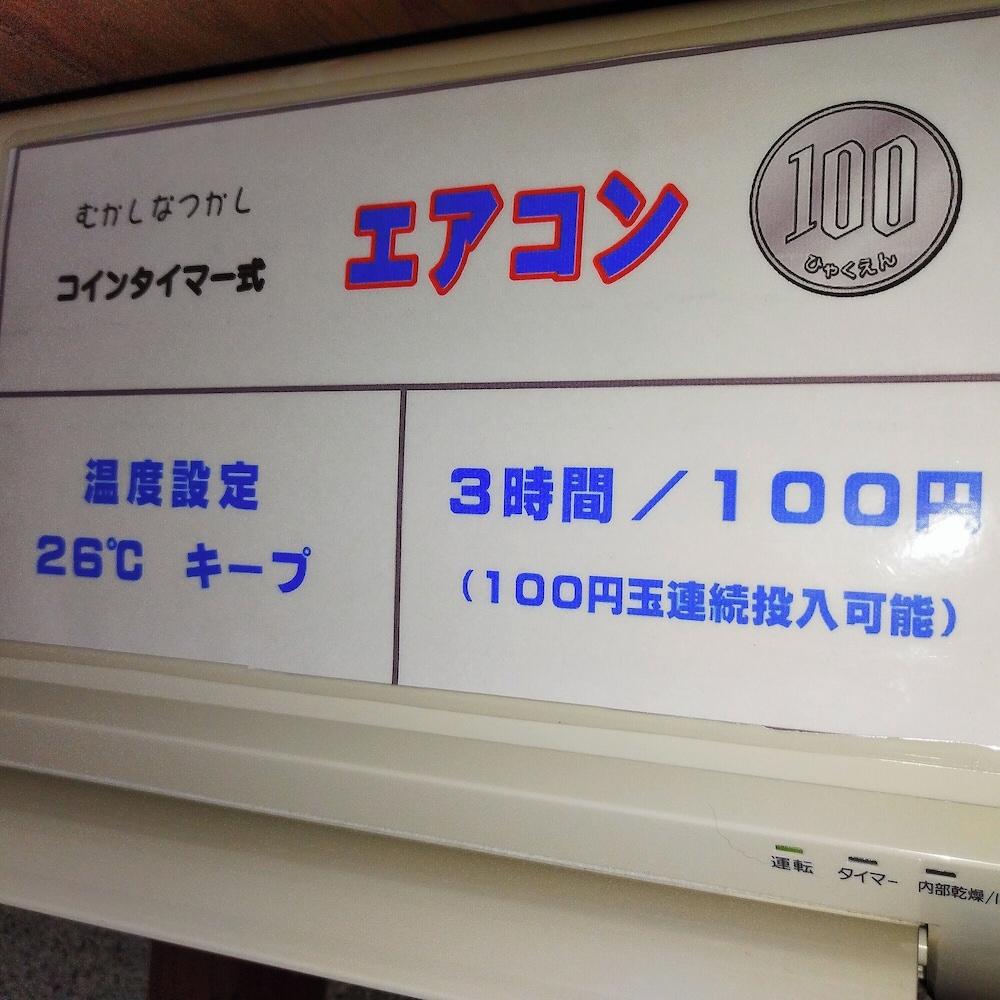 むかしなつかし
コインタイマー式
エアコン
100
ひゃくえん
温度設定
26℃ キープ
3時間／100円
（100円玉連続投入可能）
運転
タイマー
内部乾燥/